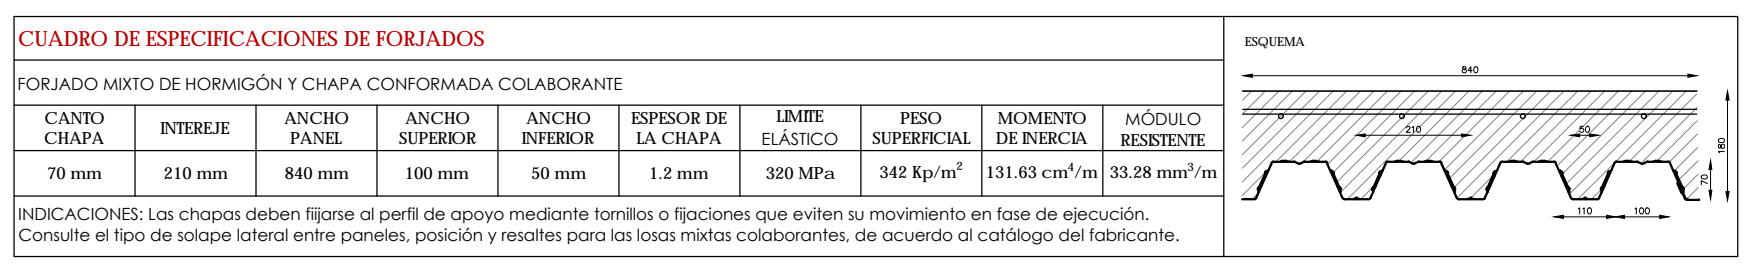 CUADRO DE ESPECIFICACIONES DE FORJADOS
FORJADO MIXTO DE HORMIGÓN Y CHAPA CONFORMADA COLABORANTE
CANTO CHAPA
INTEREJE
ANCHO PANEL
ANCHO SUPERIOR
ANCHO INFERIOR
ESPESOR DE LA CHAPA
LIMITE ELÁSTICO
PESO SUPERFICIAL
MOMENTO DE INERCIA
MÓDULO RESISTENTE
70 mm
210 mm
840 mm
100 mm
50 mm
1.2 mm
320 MPa
342 Kp/m²
131.63 cm⁴/m
33.28 mm³/m
INDICACIONES: Las chapas deben fiijarse al perfil de apoyo mediante tornillos o fijaciones que eviten su movimiento en fase de ejecución.
Consulte el tipo de solape lateral entre paneles, posición y resaltes para las losas mixtas colaborantes, de acuerdo al catálogo del fabricante.
ESQUEMA
840
210
50
180
70
110
100